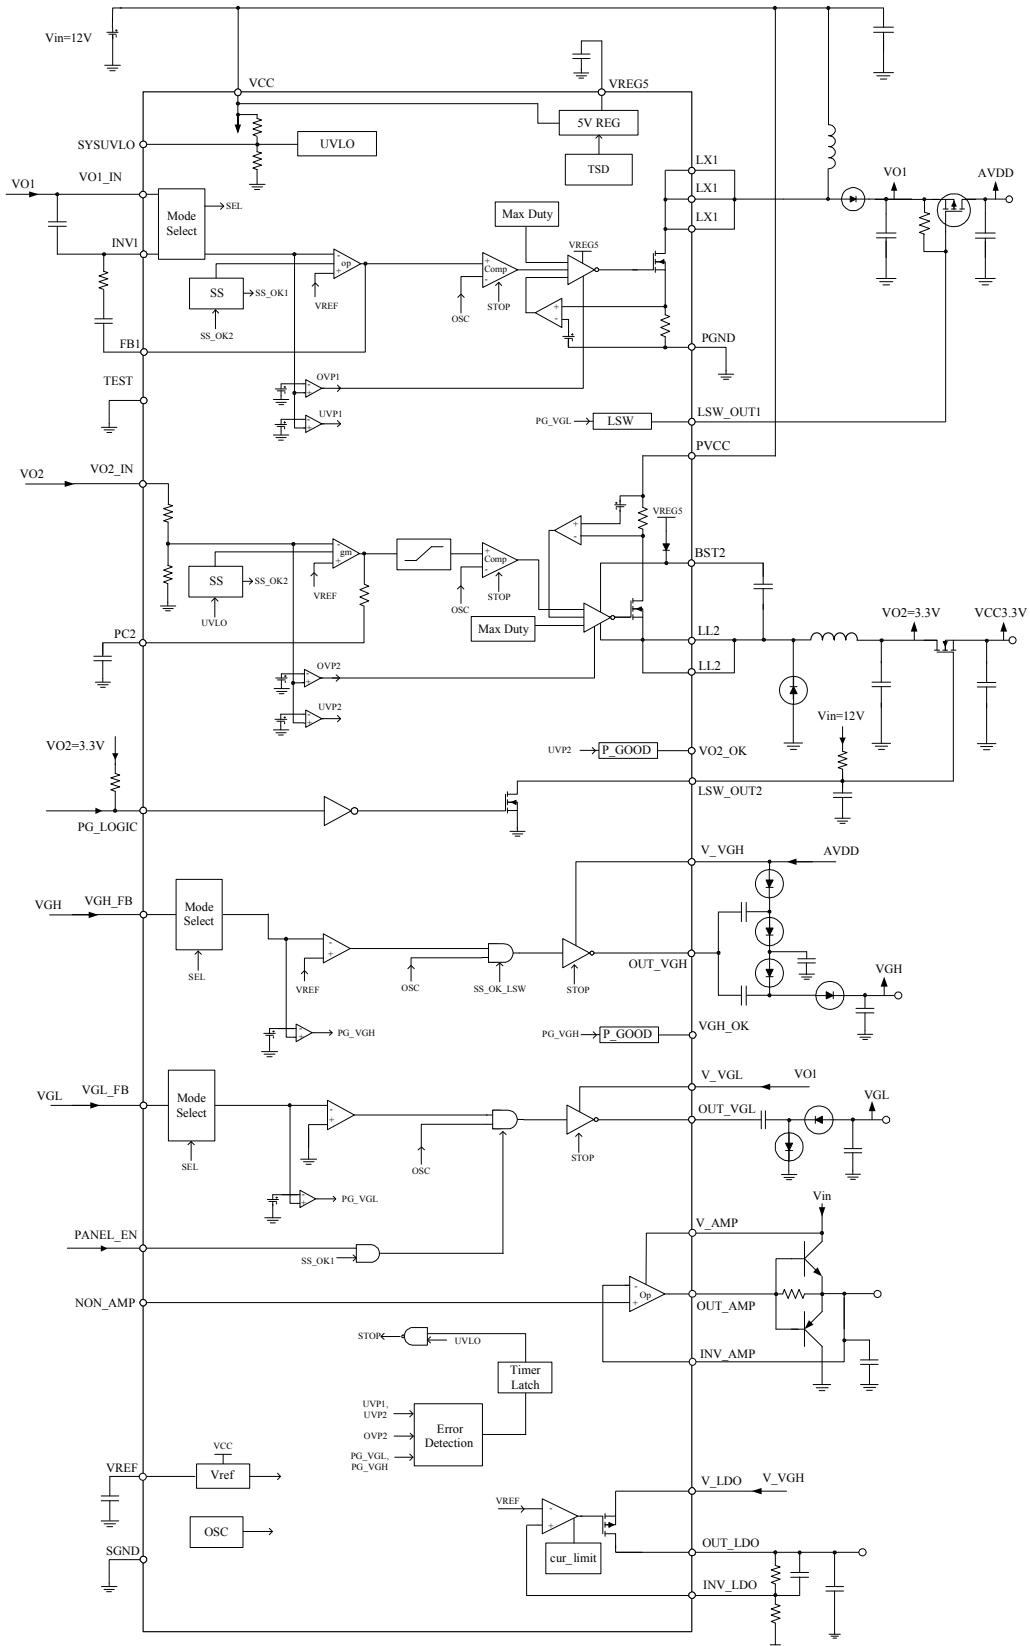 Vin=12V
VCC
VREG5
5V REG
SYSUVLO
UVLO
TSD
VO1
VO1_IN
LX1
Mode
Select
SEL
Max Duty
LX1
VO1
AVDD
LX1
INV1
VREG5
-
+
op
+
-
Comp
SS
SS_OK1
VREF
OSC
STOP
SS_OK2
+
-
FB1
PGND
TEST
OVP1
-
+
UVP1
-
+
PG_VGL
LSW
LSW_OUT1
PVCC
VO2
VO2_IN
VREG5
+
-
BST2
-
+
gm
+
-
Comp
SS
SS_OK2
VREF
OSC
STOP
UVLO
Max Duty
PC2
LL2
VO2=3.3V
VCC3.3V
OVP2
-
+
LL2
UVP2
-
+
Vin=12V
VO2=3.3V
UVP2
P_GOOD
VO2_OK
LSW_OUT2
PG_LOGIC
V_VGH
AVDD
VGH
VGH_FB
Mode
Select
-
+
OUT_VGH
SEL
VREF
OSC
SS_OK_LSW
STOP
VGH
PG_VGH
-
+
PG_VGH
P_GOOD
VGH_OK
V_VGL
VO1
VGL
VGL_FB
Mode
Select
OUT_VGL
VGL
-
+
SEL
OSC
STOP
PG_VGL
-
+
Vin
PANEL_EN
V_AMP
SS_OK1
-
+
Op
NON_AMP
OUT_AMP
STOP
UVLO
INV_AMP
Timer
Latch
UVP1,
UVP2
OVP2
PG_VGL,
PG_VGH
Error
Detection
VCC
VREF
Vref
V_LDO
V_VGH
VREF
-
+
OSC
SGND
cur_limit
OUT_LDO
INV_LDO